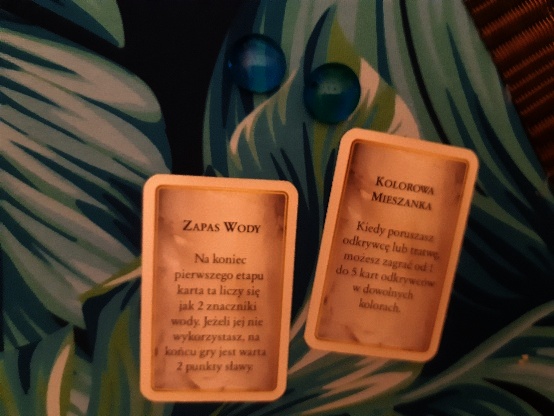 ZAPAS WODY
Na koniec
pierwszego etapu
karta ta liczy się
jak 2 znaczniki
wody. Jeżeli jej nie
wykorzystasz, na
końcu gry jest warta
2 punkty sławy.
KOLOROWA
MIESZANKA
Kiedy poruszasz
odkrywcę lub tratwę,
możesz zagrać od 1
do 5 kart odkrywców
w dowolnych
kolorach.